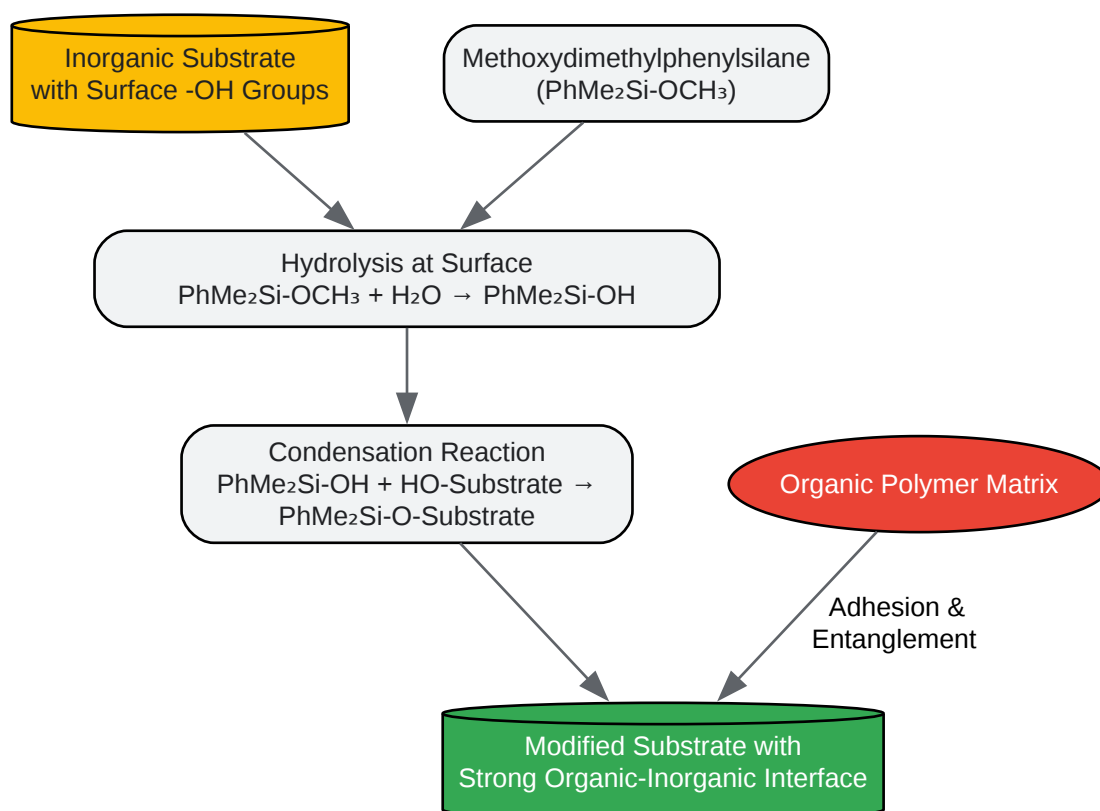 Inorganic Substrate
with Surface -OH Groups
Methoxydimethylphenylsilane
(PhMe₂Si-OCH₃)
Hydrolysis at Surface
PhMe₂Si-OCH₃ + H₂O → PhMe₂Si-OH
Condensation Reaction
PhMe₂Si-OH + HO-Substrate →
PhMe₂Si-O-Substrate
Organic Polymer Matrix
Adhesion &
Entanglement
Modified Substrate with
Strong Organic-Inorganic Interface